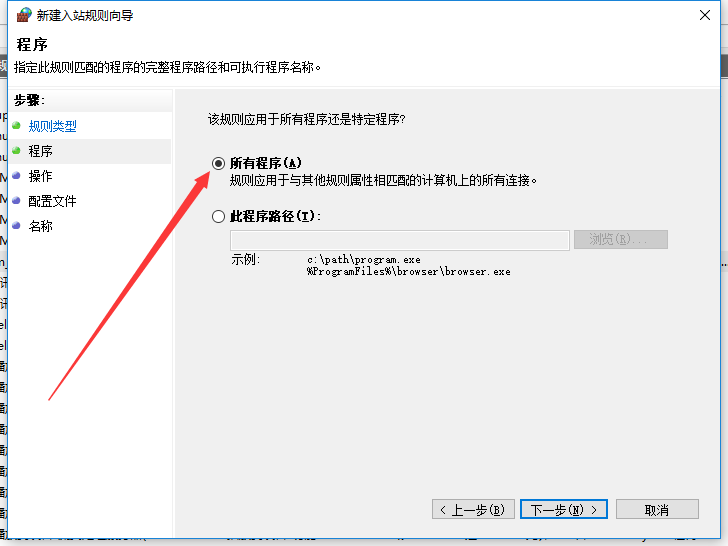 新建入站规则向导
程序
指定此规则匹配的程序的完整程序路径和可执行程序名称。
步骤:
规则类型
程序
操作
配置文件
名称
该规则应用于所有程序还是特定程序?
所有程序(A)
规则应用于与其他规则属性相匹配的计算机上的所有连接。
此程序路径(T):
浏览(R)...
示例:
c:\path\program.exe
%ProgramFiles%\browser\browser.exe
< 上一步(B)
下一步(N) >
取消